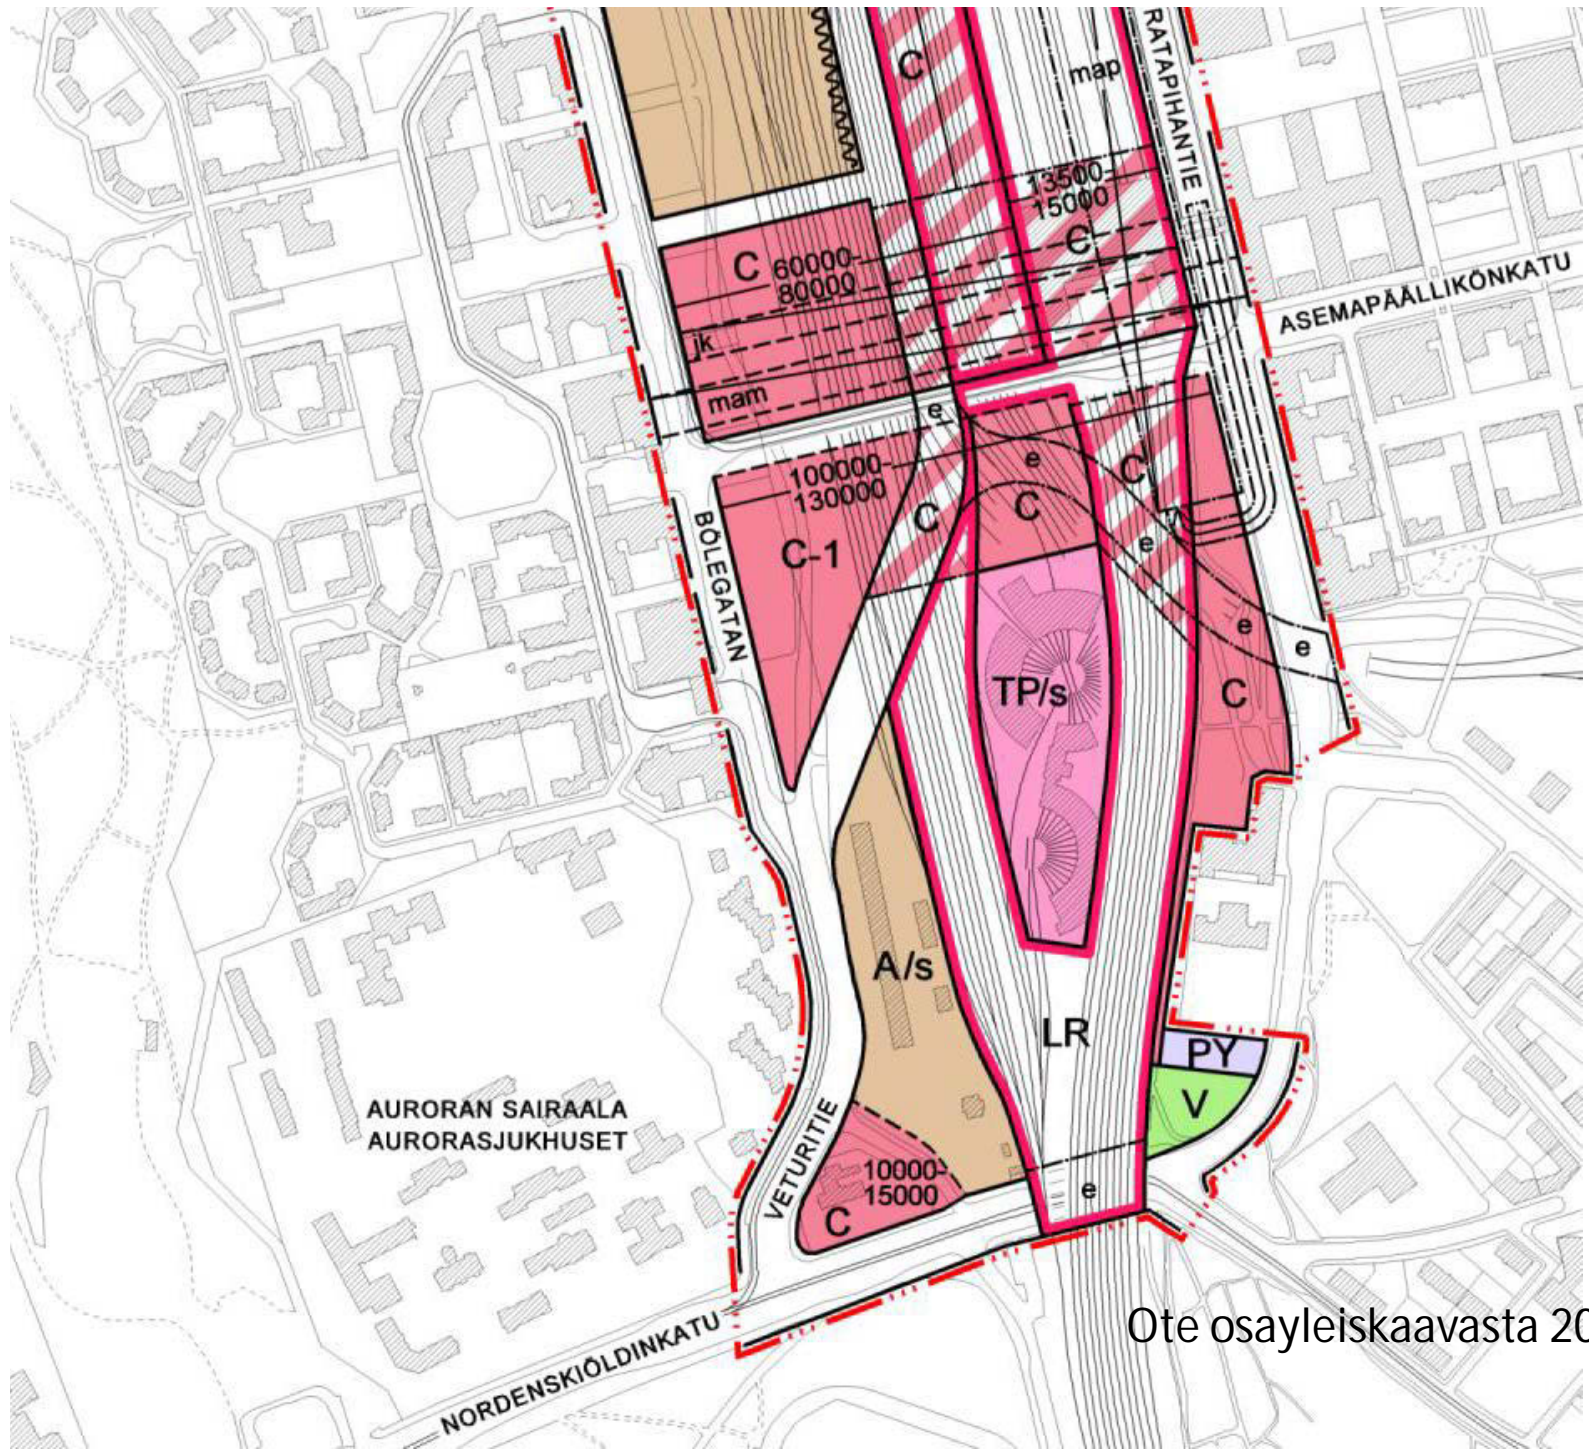 C
map
RATAPIHANTIE
13500-
15000
C
C
60000-
80000
ASEMAPÄÄLLIKÖNKATU
jk
mam
e
100000-
130000
e
C
C
C
C-1
e
BÖLEGATAN
e
e
TP/s
C
A/s
LR
PY
V
AURORAN SAIRAALA
AURORASJUKHUSET
VETURITIE
10000-
15000
e
C
Ote osayleiskaavasta 20
NORDENSKIÖLDINKATU